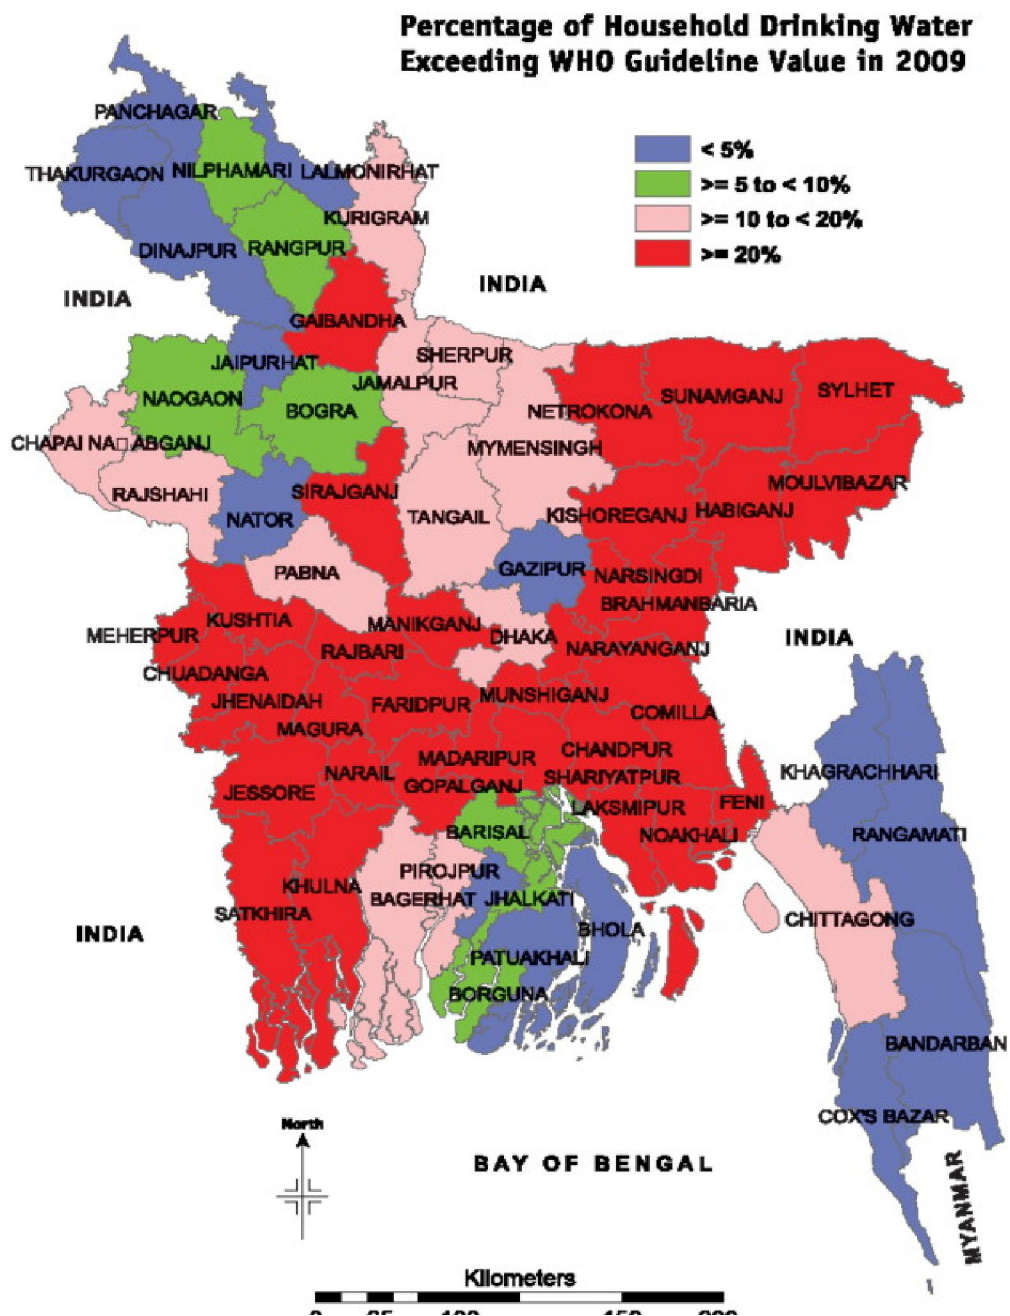 Percentage of Household Drinking Water
Exceeding WHO Guideline Value in 2009
< 5%
>= 5 to < 10%
>= 10 to < 20%
>= 20%
PANCHAGAR
THAKURGAON
NILPHAMARI
LALMONIRHAT
KURIGRAM
DINAJPUR
RANGPUR
INDIA
INDIA
GAIBANDHA
JAIPURHAT
SHERPUR
JAMALPUR
NAOGAON
BOGRA
NETROKONA
SUNAMGANJ
SYLHET
CHAPAI NA□ABGANJ
MYMENSINGH
RAJSHAHI
SIRAJGANJ
MOULVIBAZAR
NATOR
TANGAIL
KISHOREGANJ
HABIGANJ
PABNA
GAZIPUR
NARSINGDI
BRAHMANBARIA
KUSHTIA
MANIKGANJ
MEHERPUR
DHAKA
INDIA
RAJBARI
NARAYANGANJ
CHUADANGA
JHENAIDAH
FARIDPUR
MUNSHIGANJ
COMILLA
MAGURA
CHANDPUR
MADARIPUR
NARAIL
SHARIYATPUR
KHAGRACHHARI
JESSORE
GOPALGANJ
LAKSMIPUR
FENI
BARISAL
NOAKHALI
RANGAMATI
PIROJPUR
KHULNA
BAGERHAT
JHALKATI
SATKHIRA
CHITTAGONG
INDIA
BHOLA
PATUAKHALI
BORGUNA
BANDARBAN
COX'S BAZAR
North
BAY OF BENGAL
MYANMAR
Kilometers